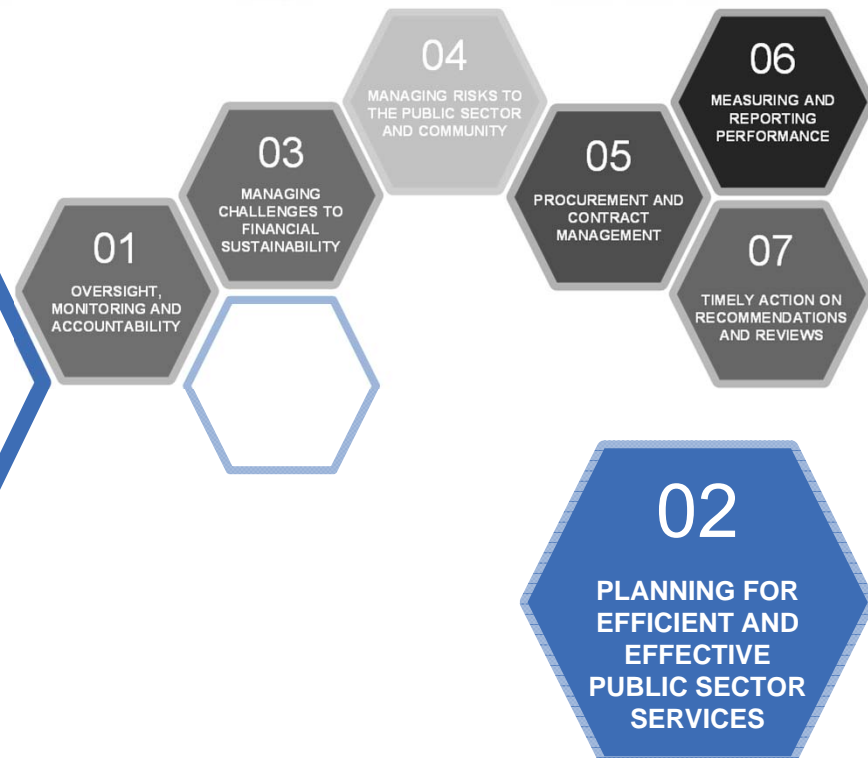 04
MANAGING RISKS TO
THE PUBLIC SECTOR
AND COMMUNITY
06
MEASURING AND
REPORTING
PERFORMANCE
03
MANAGING
CHALLENGES TO
FINANCIAL
SUSTAINABILITY
05
PROCUREMENT AND
CONTRACT
MANAGEMENT
01
OVERSIGHT,
MONITORING AND
ACCOUNTABILITY
07
TIMELY ACTION ON
RECOMMENDATIONS
AND REVIEWS
02
PLANNING FOR
EFFICIENT AND
EFFECTIVE
PUBLIC SECTOR
SERVICES